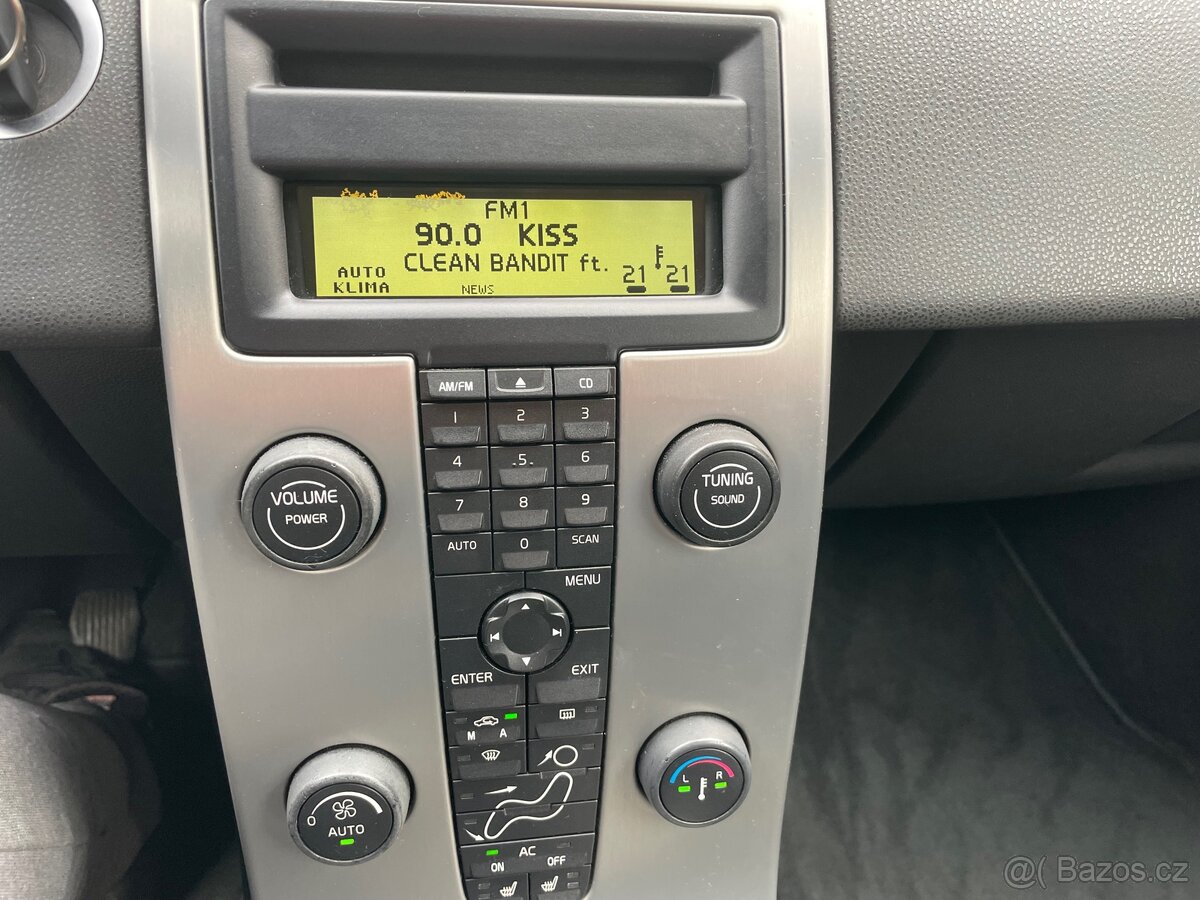 FM1
90.0 KISS
CLEAN BANDIT ft.
AUTO
KLIMA
NEWS
21 21
AM/FM CD
1 2 3
4 -5- 6
7 8 9
AUTO 0 SCAN
VOLUME
POWER
TUNING
SOUND
MENU
ENTER
EXIT
M A
L R
0
AUTO
AC
ON OFF
@( Bazos.cz